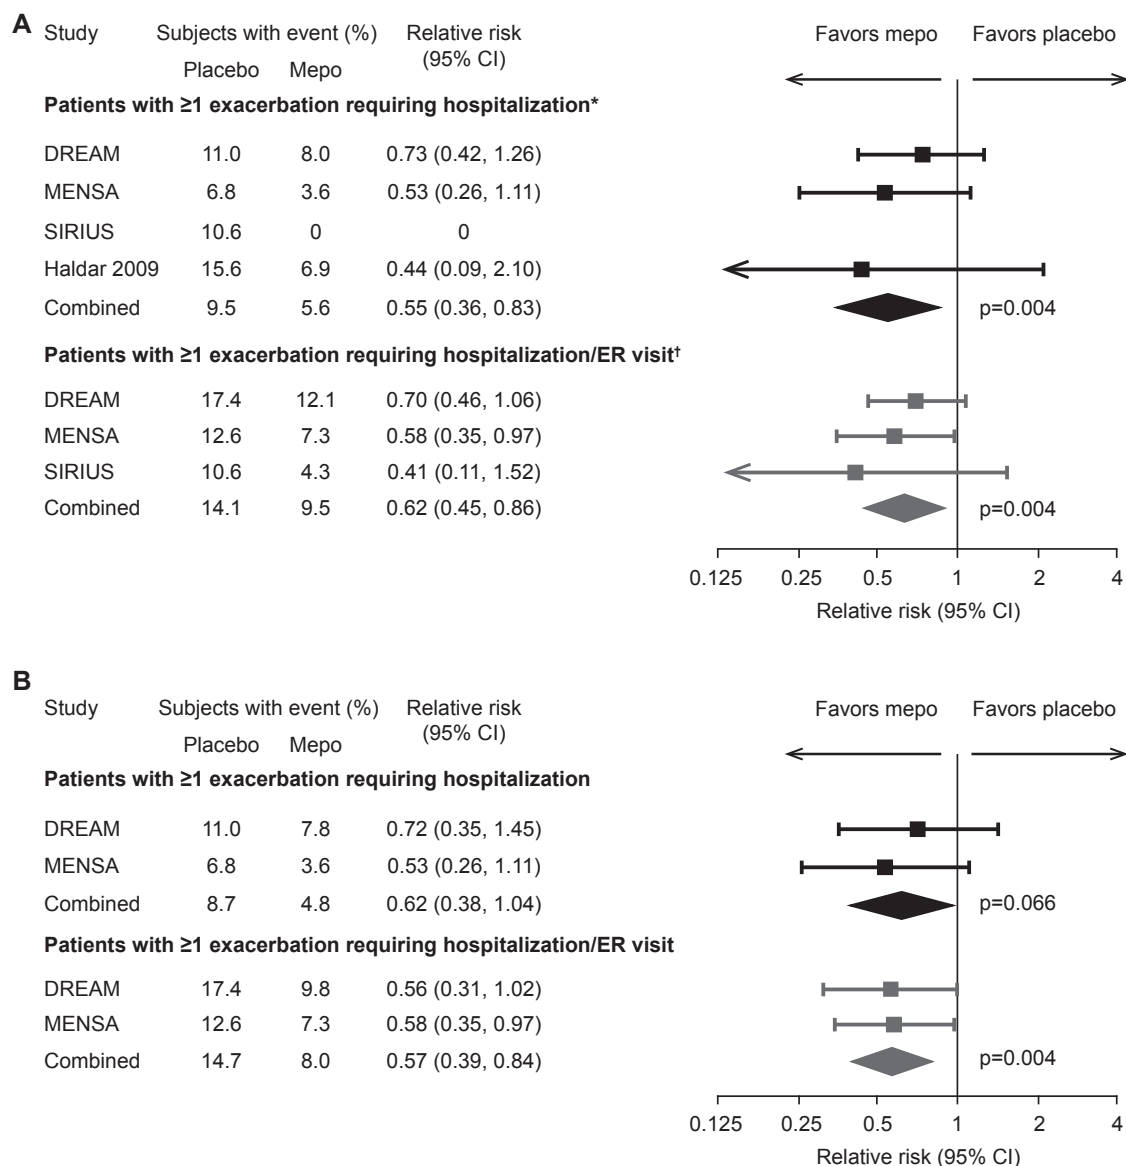 A
Study Subjects with event (%) Relative risk (95% CI) Favors mepo Favors placebo
Placebo Mepo
Patients with ≥1 exacerbation requiring hospitalization*
DREAM 11.0 8.0 0.73 (0.42, 1.26)
MENSA 6.8 3.6 0.53 (0.26, 1.11)
SIRIUS 10.6 0 0
Haldar 2009 15.6 6.9 0.44 (0.09, 2.10)
Combined 9.5 5.6 0.55 (0.36, 0.83) p=0.004
Patients with ≥1 exacerbation requiring hospitalization/ER visit†
DREAM 17.4 12.1 0.70 (0.46, 1.06)
MENSA 12.6 7.3 0.58 (0.35, 0.97)
SIRIUS 10.6 4.3 0.41 (0.11, 1.52)
Combined 14.1 9.5 0.62 (0.45, 0.86) p=0.004
0.125 0.25 0.5 1 2 4
Relative risk (95% CI)
B
Study Subjects with event (%) Relative risk (95% CI) Favors mepo Favors placebo
Placebo Mepo
Patients with ≥1 exacerbation requiring hospitalization
DREAM 11.0 7.8 0.72 (0.35, 1.45)
MENSA 6.8 3.6 0.53 (0.26, 1.11)
Combined 8.7 4.8 0.62 (0.38, 1.04) p=0.066
Patients with ≥1 exacerbation requiring hospitalization/ER visit
DREAM 17.4 9.8 0.56 (0.31, 1.02)
MENSA 12.6 7.3 0.58 (0.35, 0.97)
Combined 14.7 8.0 0.57 (0.39, 0.84) p=0.004
0.125 0.25 0.5 1 2 4
Relative risk (95% CI)